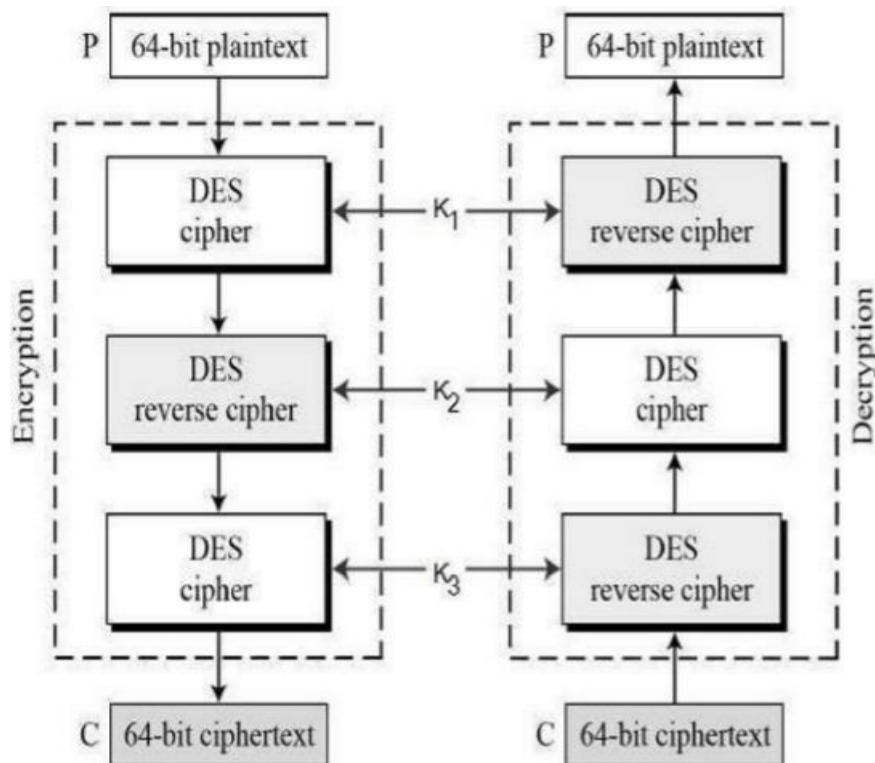 P 64-bit plaintext P 64-bit plaintext
DES
cipher
K1
DES
reverse cipher
Encryption
DES
reverse cipher
K2
DES
cipher
Decryption
DES
cipher
K3
DES
reverse cipher
C 64-bit ciphertext C 64-bit ciphertext